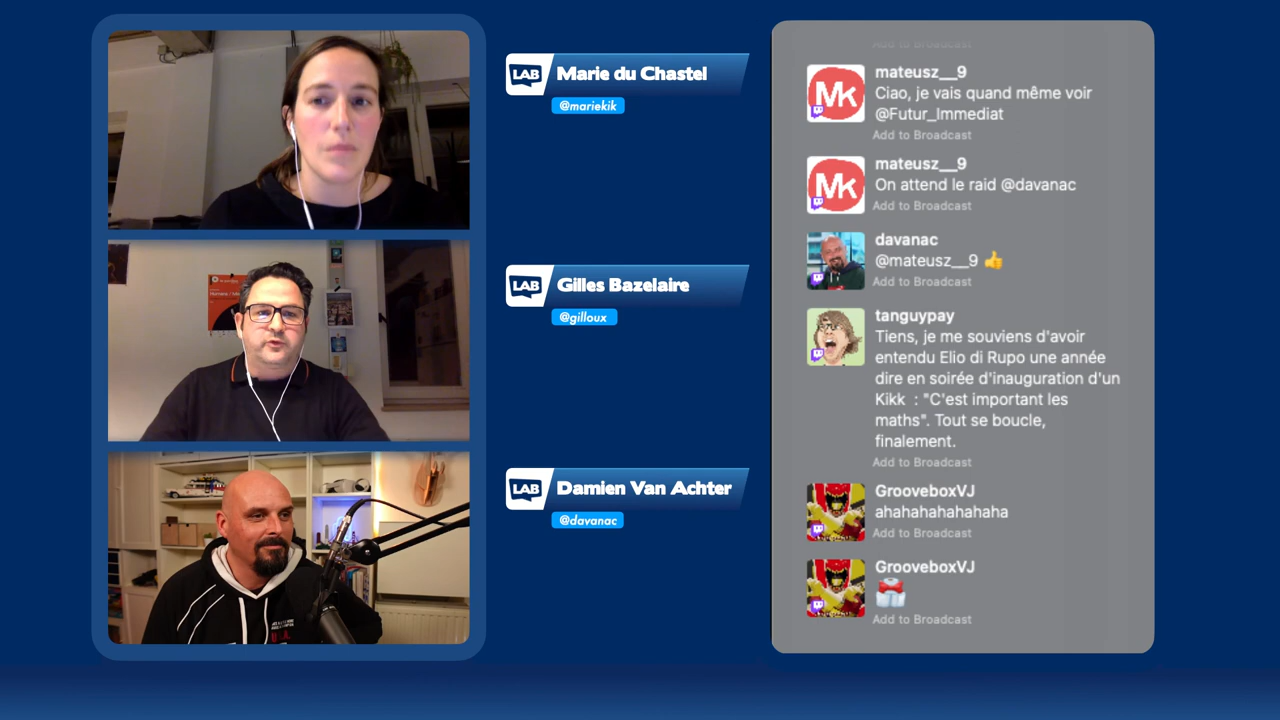 LAB
Marie du Chastel
@mariekik
LAB
Gilles Bazelaire
@gilloux
LAB
Damien Van Achter
@davanac
Add to Broadcast
Mk
mateusz__9
Ciao, je vais quand même voir
@Futur_Immediat
Add to Broadcast
Mk
mateusz__9
On attend le raid @davanac
Add to Broadcast
davanac
@mateusz__9 👍
Add to Broadcast
tanguypay
Tiens, je me souviens d'avoir
entendu Elio di Rupo une année
dire en soirée d'inauguration d'un
Kikk : "C'est important les
maths". Tout se boucle,
finalement.
Add to Broadcast
GrooveboxVJ
ahahahahahahaha
Add to Broadcast
GrooveboxVJ
Add to Broadcast